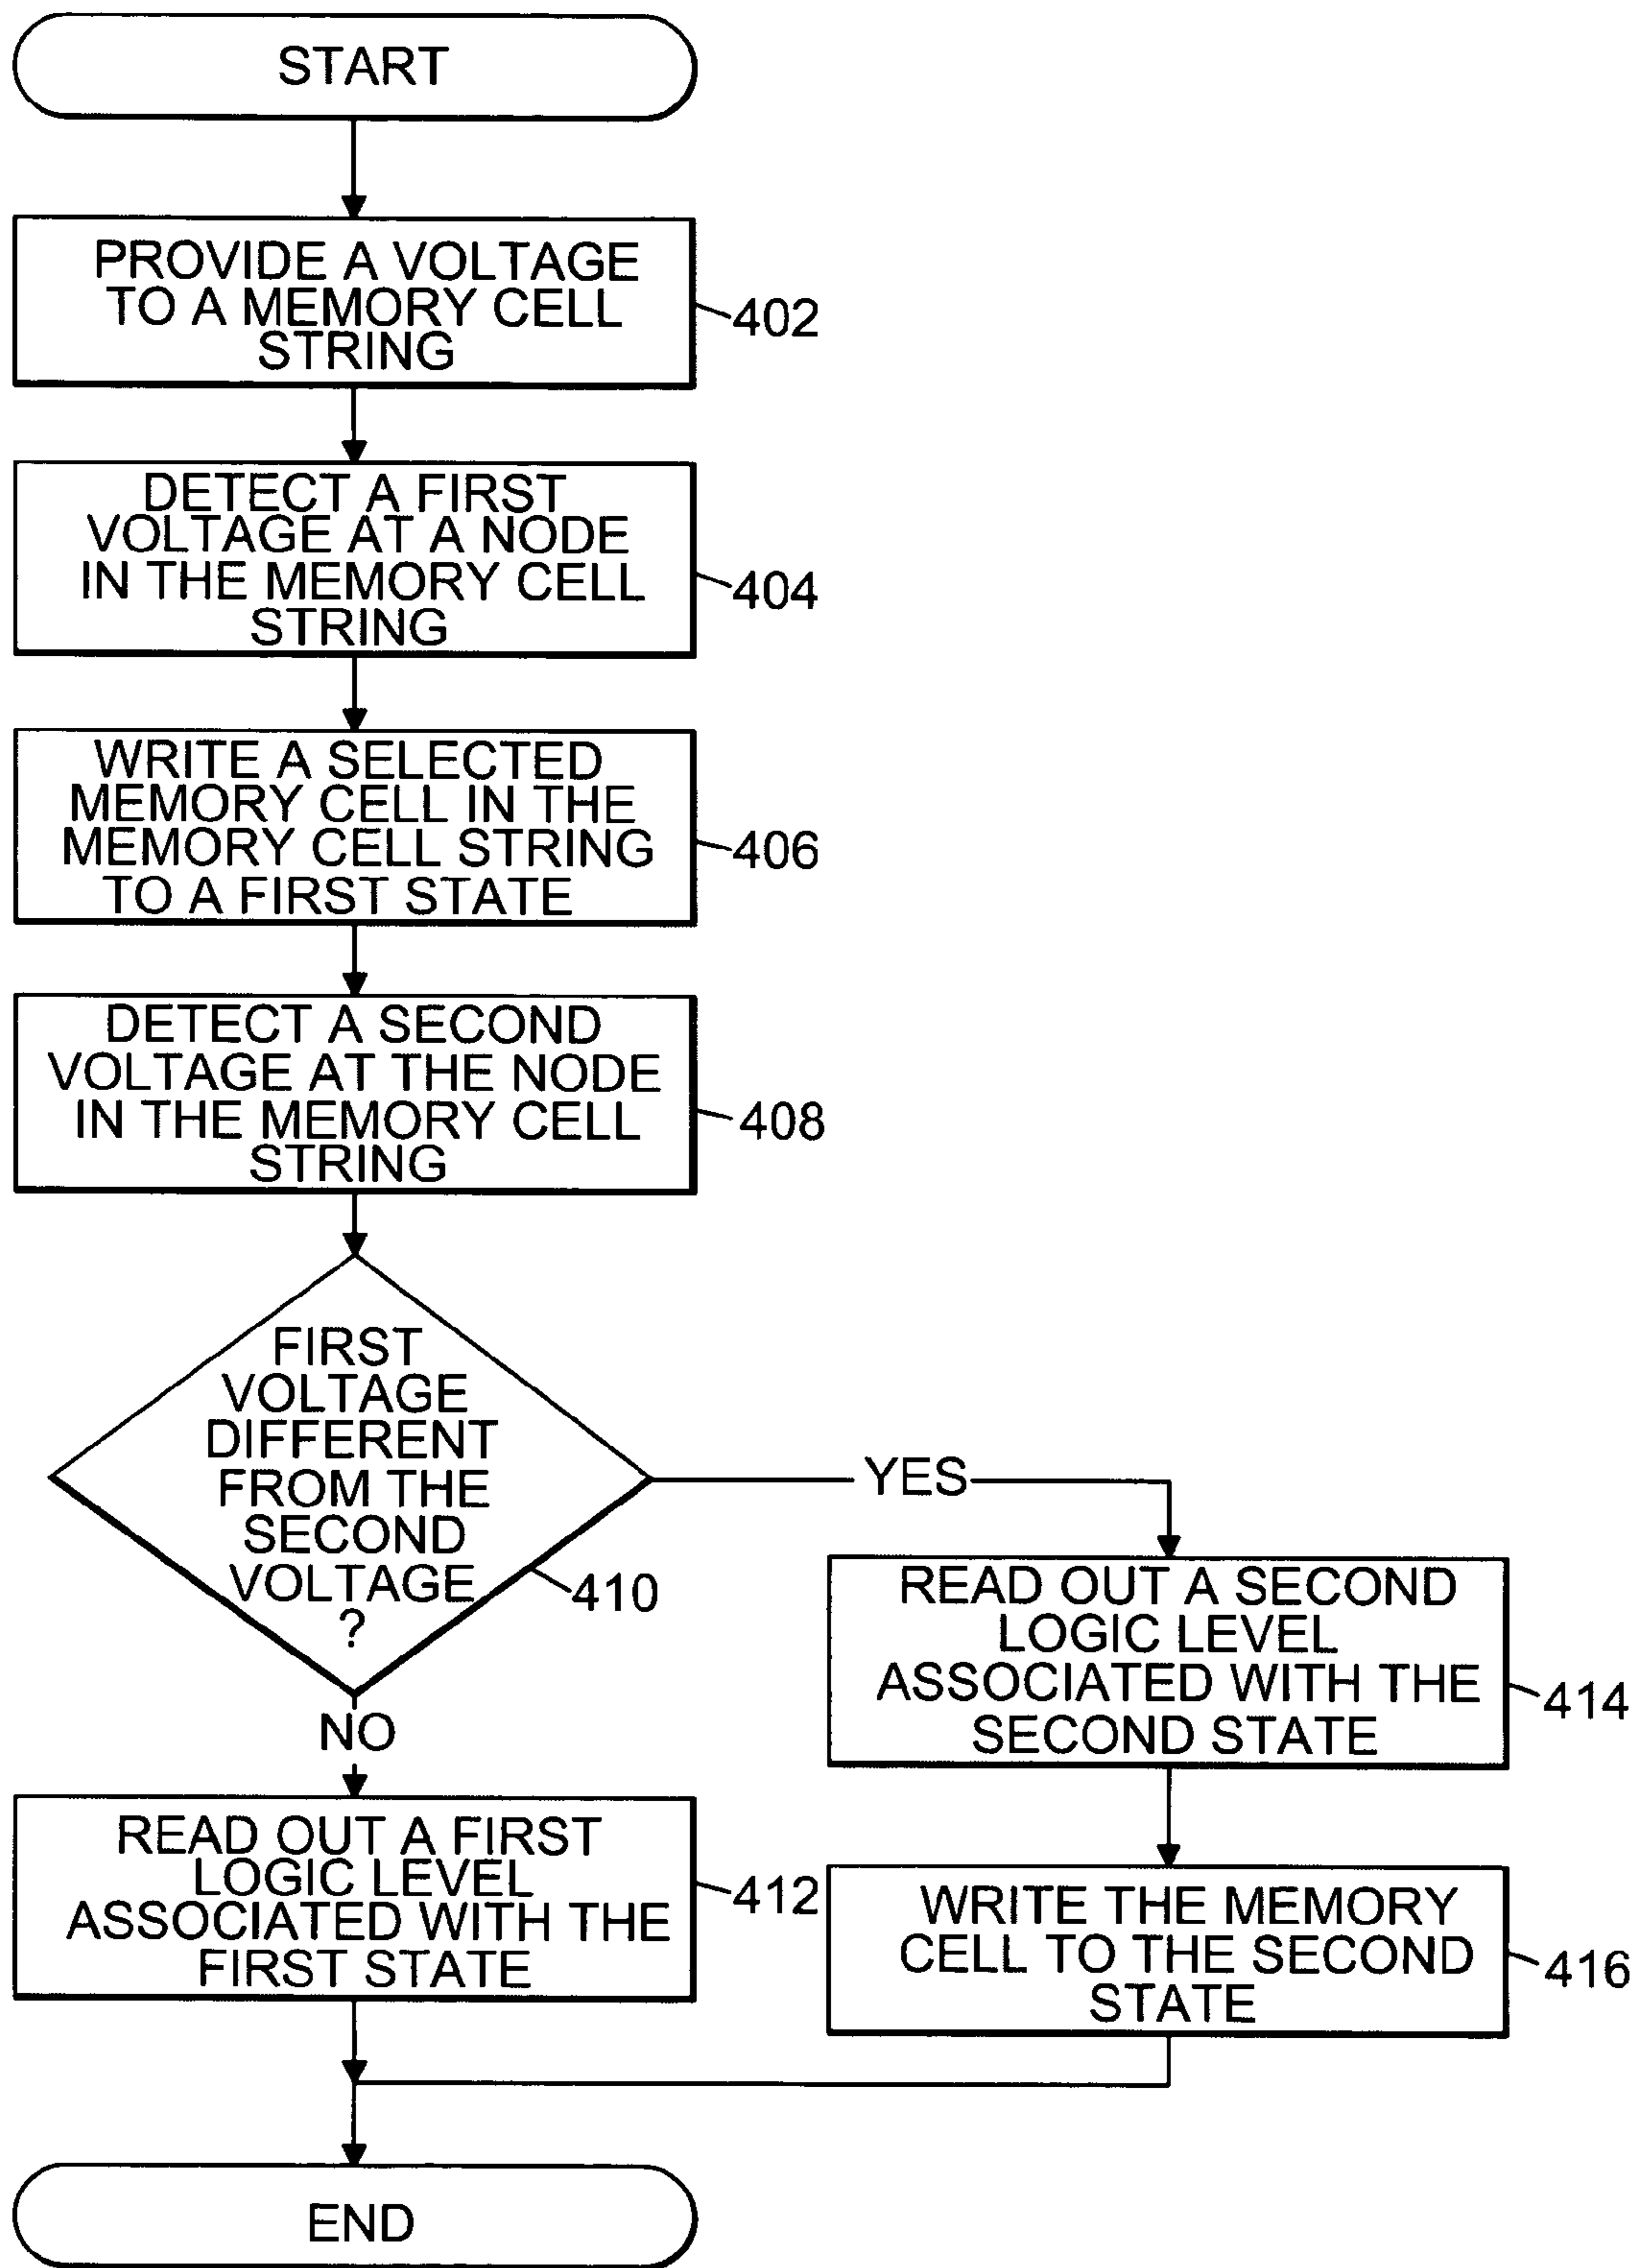 START
PROVIDE A VOLTAGE
TO A MEMORY CELL
STRING
402
DETECT A FIRST
VOLTAGE AT A NODE
IN THE MEMORY CELL
STRING
404
WRITE A SELECTED
MEMORY CELL IN THE
MEMORY CELL STRING
TO A FIRST STATE
406
DETECT A SECOND
VOLTAGE AT THE NODE
IN THE MEMORY CELL
STRING
408
FIRST
VOLTAGE
DIFFERENT
FROM THE
SECOND
VOLTAGE
?
410
YES
NO
READ OUT A SECOND
LOGIC LEVEL
ASSOCIATED WITH THE
SECOND STATE
414
READ OUT A FIRST
LOGIC LEVEL
ASSOCIATED WITH THE
FIRST STATE
412
WRITE THE MEMORY
CELL TO THE SECOND
STATE
416
END